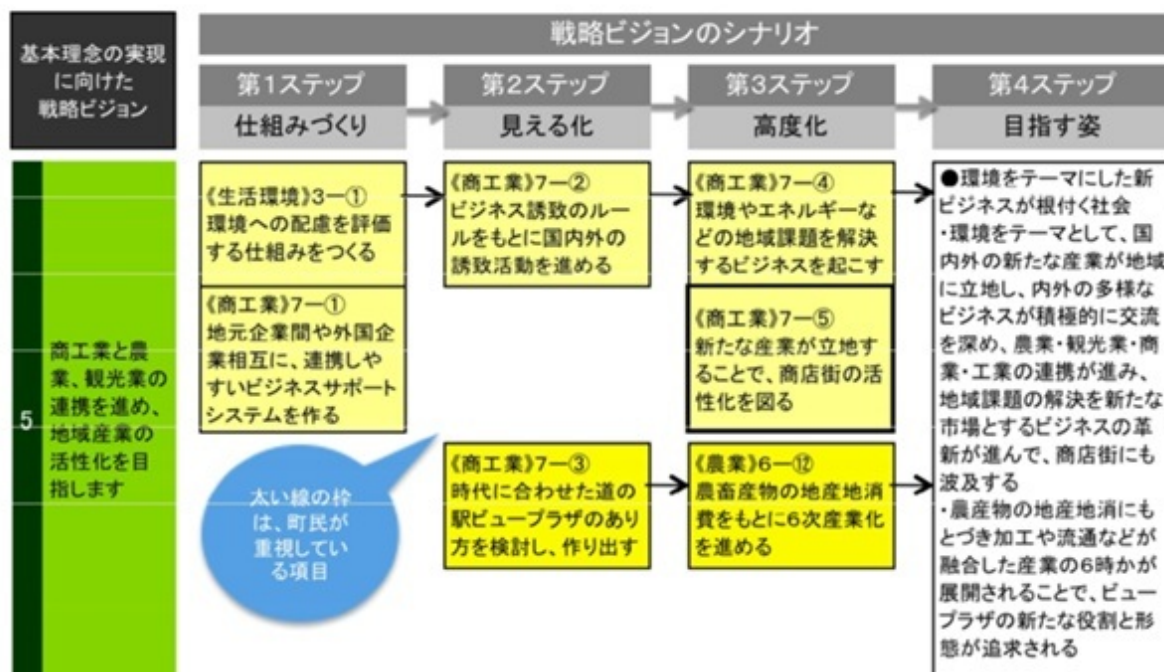 基本理念の実現
に向けた
戦略ビジョン
戦略ビジョンのシナリオ
第1ステップ
仕組みづくり
第2ステップ
見える化
第3ステップ
高度化
第4ステップ
目指す姿
5
商工業と農
業、観光業の
連携を進め、
地域産業の
活性化を目
指します
《生活環境》3―①
環境への配慮を評価
する仕組みをつくる
《商工業》7―①
地元企業間や外国企
業相互に、連携しや
すいビジネスサポート
システムを作る
太い線の枠
は、町民が
重視してい
る項目
《商工業》7―②
ビジネス誘致のルー
ルをもとに国内外の
誘致活動を進める
《商工業》7―③
時代に合わせた道の
駅ビュープラザのあり
方を検討し、作り出す
《商工業》7―④
環境やエネルギーな
どの地域課題を解決
するビジネスを起こす
《商工業》7―⑤
新たな産業が立地す
ることで、商店街の活
性化を図る
《農業》6―⑫
農畜産物の地産地消
費をもとに6次産業化
を進める
●環境をテーマにした新
ビジネスが根付く社会
・環境をテーマとして、国
内外の新たな産業が地域
に立地し、内外の多様な
ビジネスが積極的に交流
を深め、農業・観光業・商
業・工業の連携が進み、
地域課題の解決を新たな
市場とするビジネスの革
新が進んで、商店街にも
波及する
・農産物の地産地消にも
とづき加工や流通などが
融合した産業の6時かが
展開されることで、ビュー
プラザの新たな役割と形
態が追求される